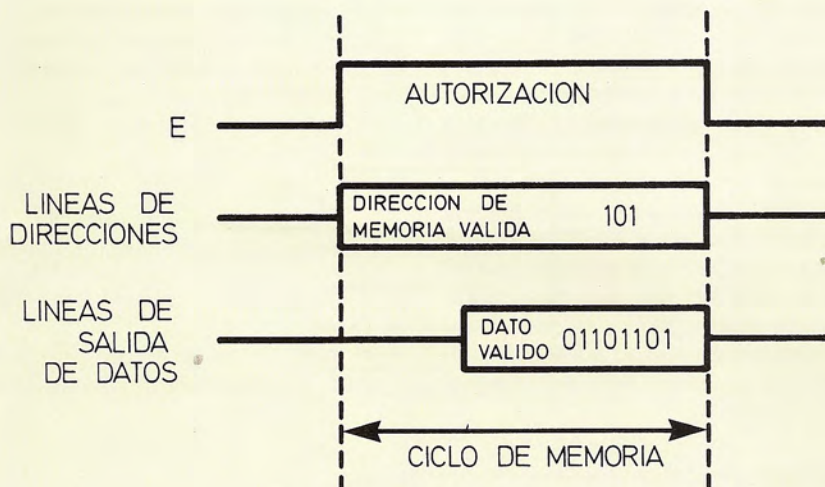 AUTORIZACION
E
LINEAS DE
DIRECCIONES
DIRECCION DE
MEMORIA VALIDA 101
LINEAS DE
SALIDA
DE DATOS
DATO
VALIDO 01101101
CICLO DE MEMORIA